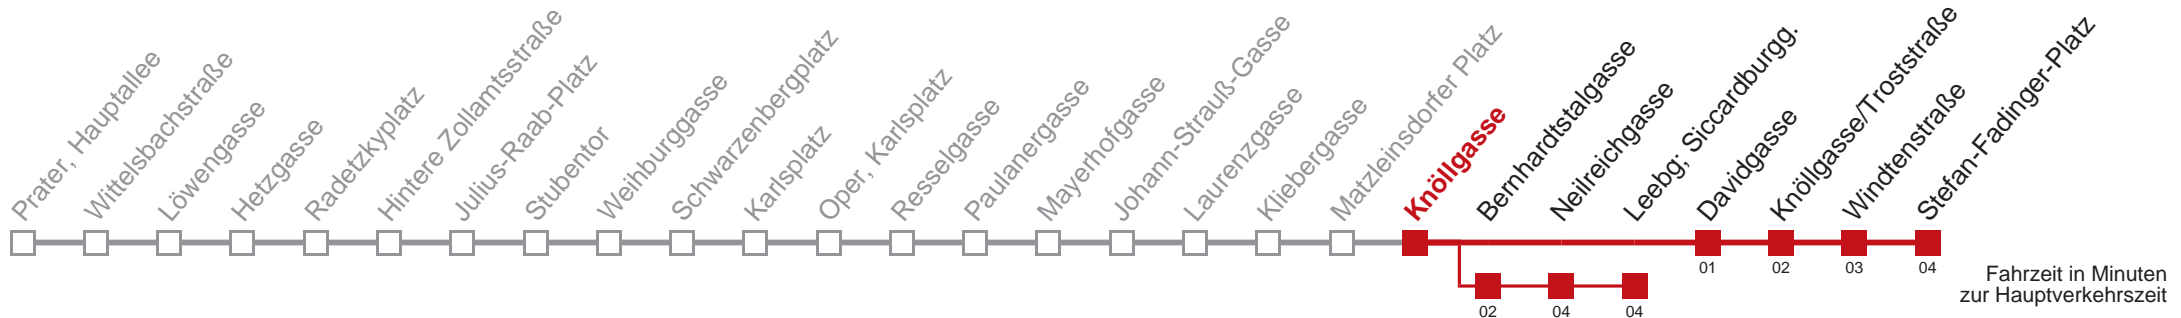 Prater, Hauptallee
Wittelsbachstraße
Löwengasse
Hetzgasse
Radetzkyplatz
Hintere Zollamtsstraße
Julius-Raab-Platz
Stubentor
Weihburggasse
Schwarzenbergplatz
Karlsplatz
Oper, Karlsplatz
Resselgasse
Paulanergasse
Mayerhofgasse
Johann-Strauß-Gasse
Laurenzgasse
Kliebergasse
Matzleinsdorfer Platz
Knöllgasse
Bernhardtstalgasse
Neilreichgasse
Leebg; Siccardburgg.
Davidgasse
Knöllgasse/Troststraße
Windtenstraße
Stefan-Fadinger-Platz
01
02
03
04
02
04
04
Fahrzeit in Minuten
zur Hauptverkehrszeit